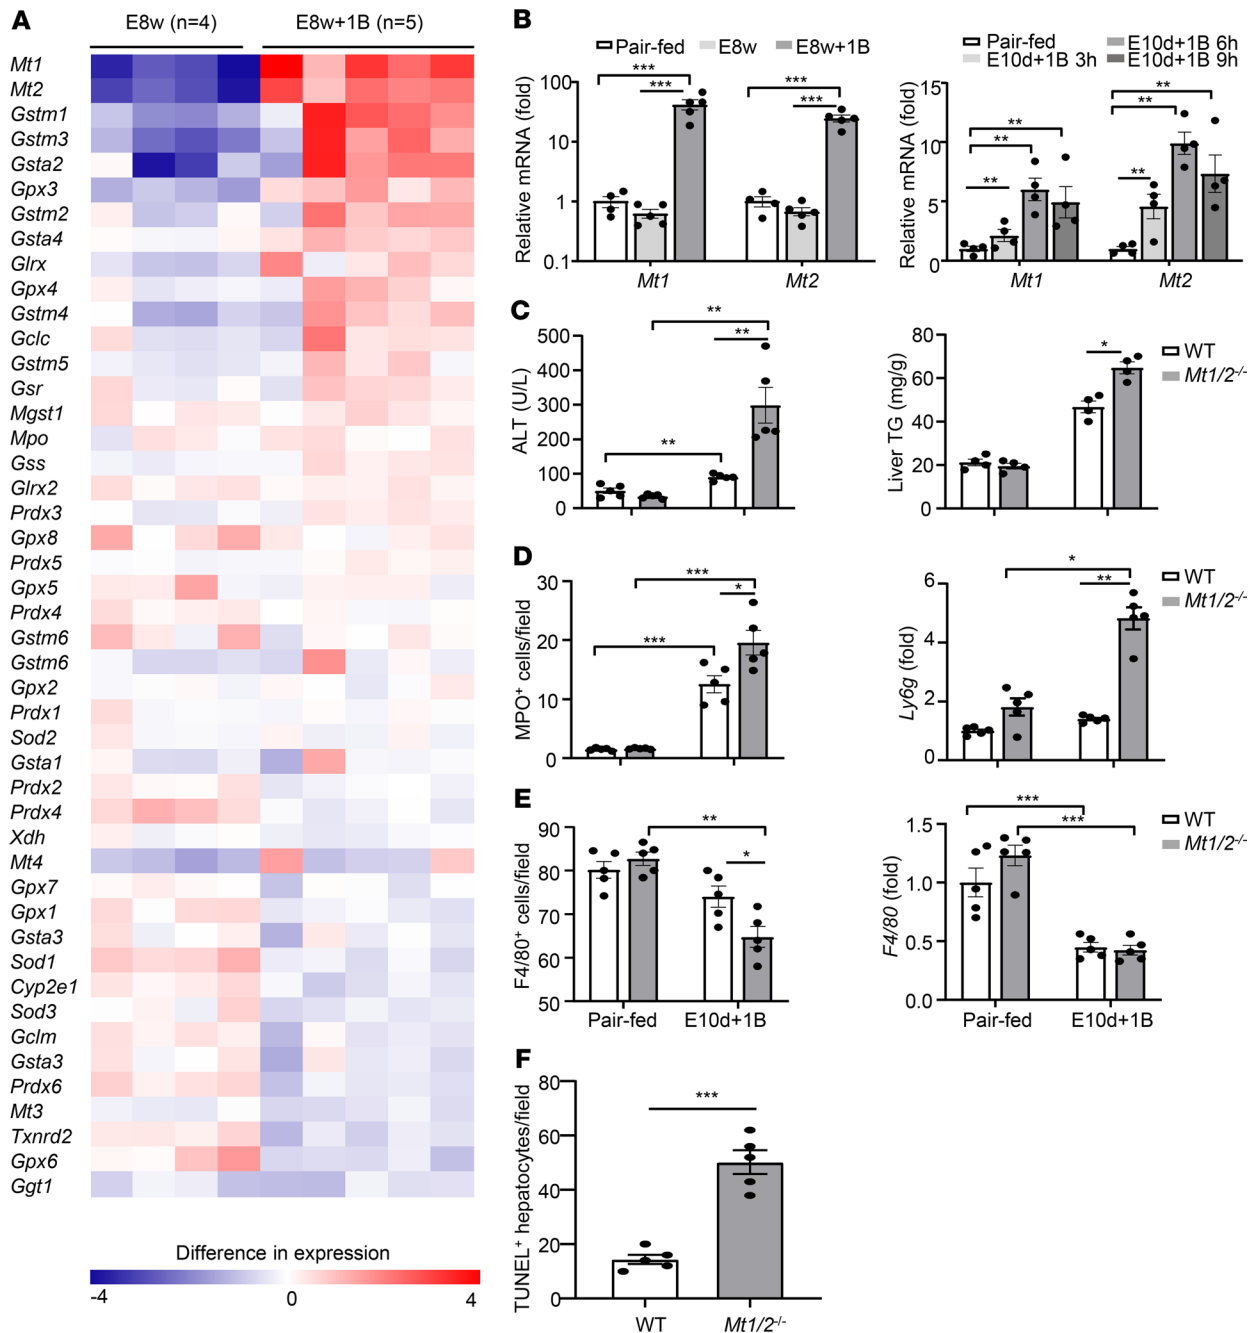 A
E8w (n=4)
E8w+1B (n=5)
Mt1
Mt2
Gstm1
Gstm3
Gsta2
Gpx3
Gstm2
Gsta4
Glrx
Gpx4
Gstm4
Gclc
Gstm5
Gsr
Mgst1
Mpo
Gss
Glrx2
Prdx3
Gpx8
Prdx5
Gpx5
Prdx4
Gstm6
Gstm6
Gpx2
Prdx1
Sod2
Gsta1
Prdx2
Prdx4
Xdh
Mt4
Gpx7
Gpx1
Gsta3
Sod1
Cyp2e1
Sod3
Gclm
Gsta3
Prdx6
Mt3
Txnrd2
Gpx6
Ggt1
Difference in expression
-4
0
4
B
Pair-fed
E8w
E8w+1B
Relative mRNA (fold)
100
10
1
0.1
***
***
***
***
Mt1
Mt2
Pair-fed
E10d+1B 3h
E10d+1B 6h
E10d+1B 9h
Relative mRNA (fold)
15
10
5
0
**
**
**
**
**
**
Mt1
Mt2
C
ALT (U/L)
500
400
300
200
100
0
**
**
**
Liver TG (mg/g)
80
60
40
20
0
*
WT
Mt1/2-/-
D
MPO+ cells/field
30
20
10
0
***
***
*
Ly6g (fold)
6
4
2
0
*
**
WT
Mt1/2-/-
E
F4/80+ cells/field
90
80
70
60
50
**
*
Pair-fed
E10d+1B
F4/80 (fold)
1.5
1.0
0.5
0.0
***
***
WT
Mt1/2-/-
Pair-fed
E10d+1B
F
TUNEL+ hepatocytes/field
80
60
40
20
0
***
WT
Mt1/2-/-